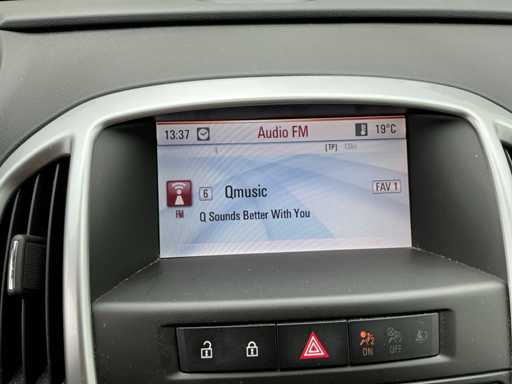 13:37 Audio FM 19°C
[TP]
6 Qmusic FAV 1
FM
Q Sounds Better With You
ON OFF